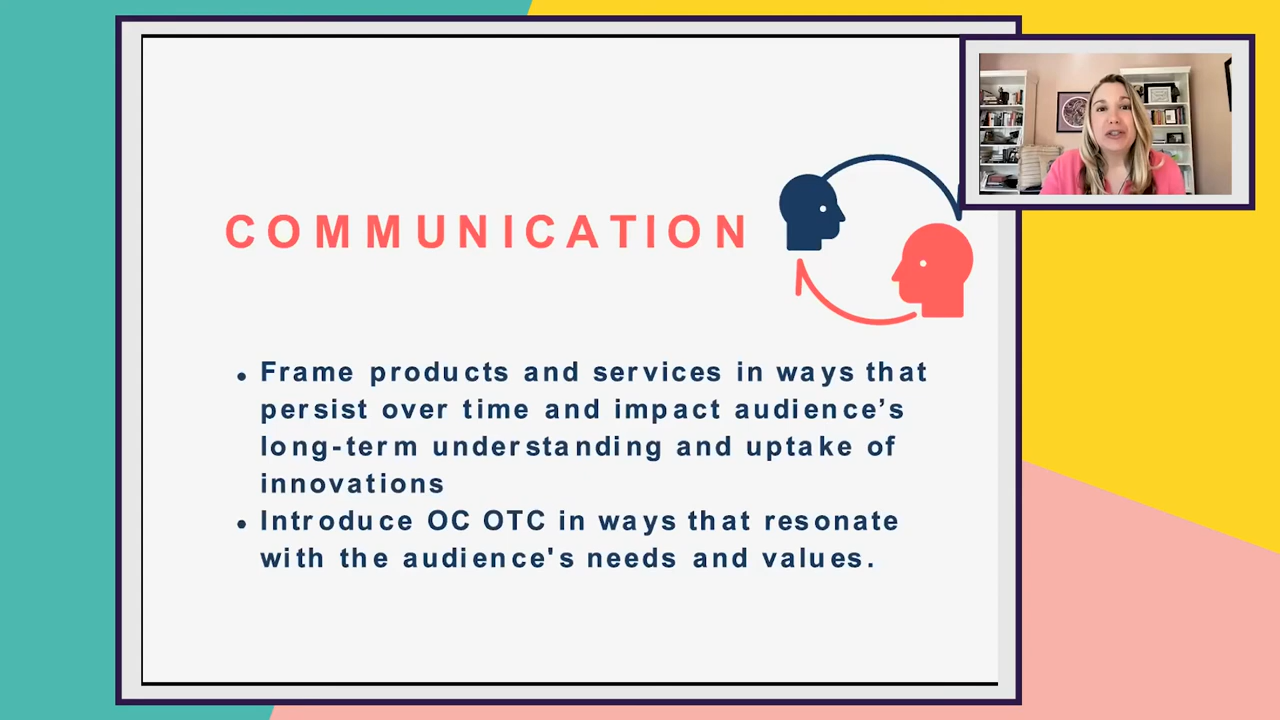 COMMUNICATION
• Frame products and services in ways that
persist over time and impact audience’s
long-term understanding and uptake of
innovations
• Introduce OC OTC in ways that resonate
with the audience's needs and values.